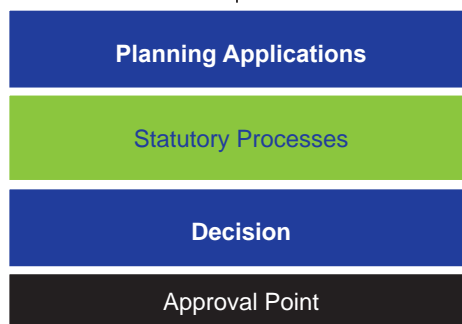 Planning Applications
Statutory Processes
Decision
Approval Point